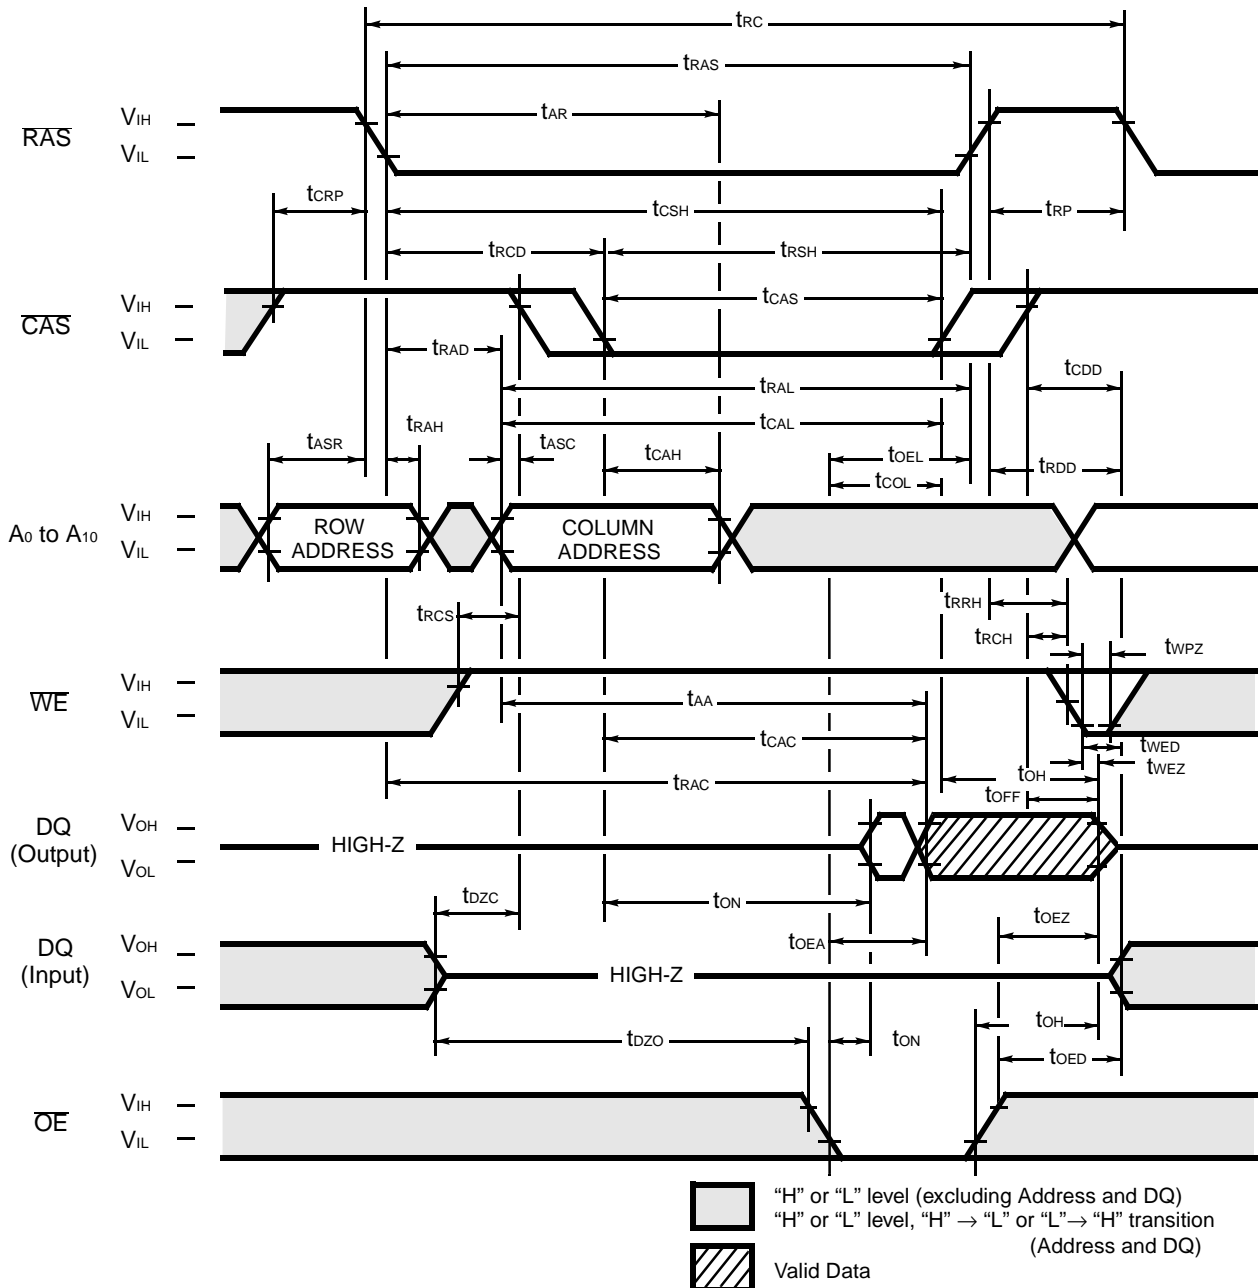 tRC
tRAS
tAR
RAS
VIH
VIL
tCRP
tCSH
tRP
tRCD
tRSH
CAS
VIH
VIL
tCAS
tRAD
tCDD
tRAL
tRAH
tCAL
tASR
tASC
tCAH
tOEL
tRDD
tCOL
A0 to A10
VIH
VIL
ROW
ADDRESS
COLUMN
ADDRESS
tRCS
tRRH
tRCH
tWPZ
WE
VIH
VIL
tAA
tCAC
tWED
tOH
tWEZ
tRAC
tOFF
DQ
(Output)
VOH
VOL
HIGH-Z
tDZC
tON
tOEZ
tOEA
DQ
(Input)
VOH
VOL
HIGH-Z
tDZO
tON
tOH
tOED
OE
VIH
VIL
“H” or “L” level (excluding Address and DQ)
“H” or “L” level, “H” → “L” or “L”→ “H” transition
(Address and DQ)
Valid Data